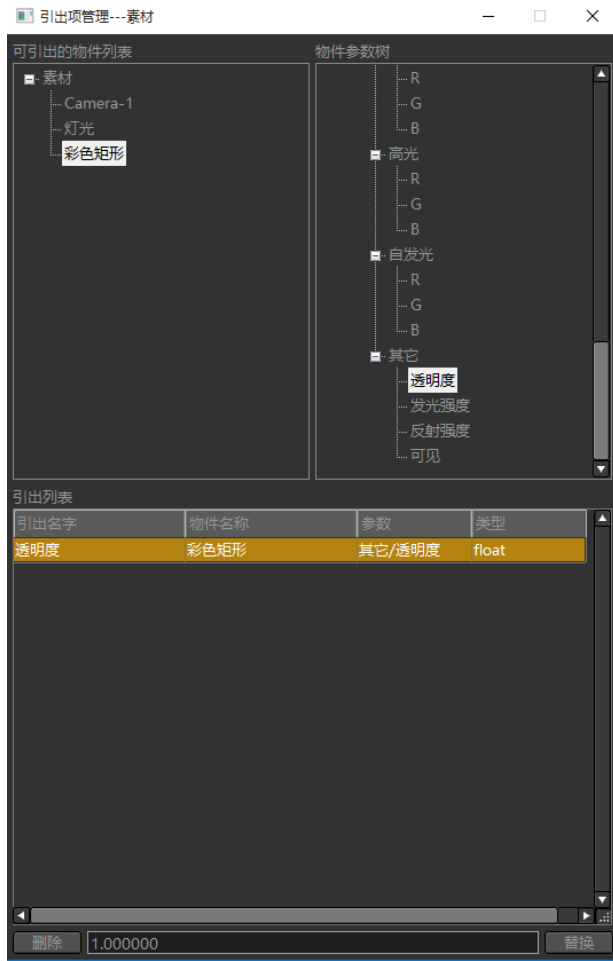 引出项管理---素材
可引出的物件列表
素材
Camera-1
灯光
彩色矩形
物件参数树
R
G
B
高光
R
G
B
自发光
R
G
B
其它
透明度
发光强度
反射强度
可见
引出列表
引出名字 物件名称 参数 类型
透明度 彩色矩形 其它/透明度 float
删除 1.000000 替换